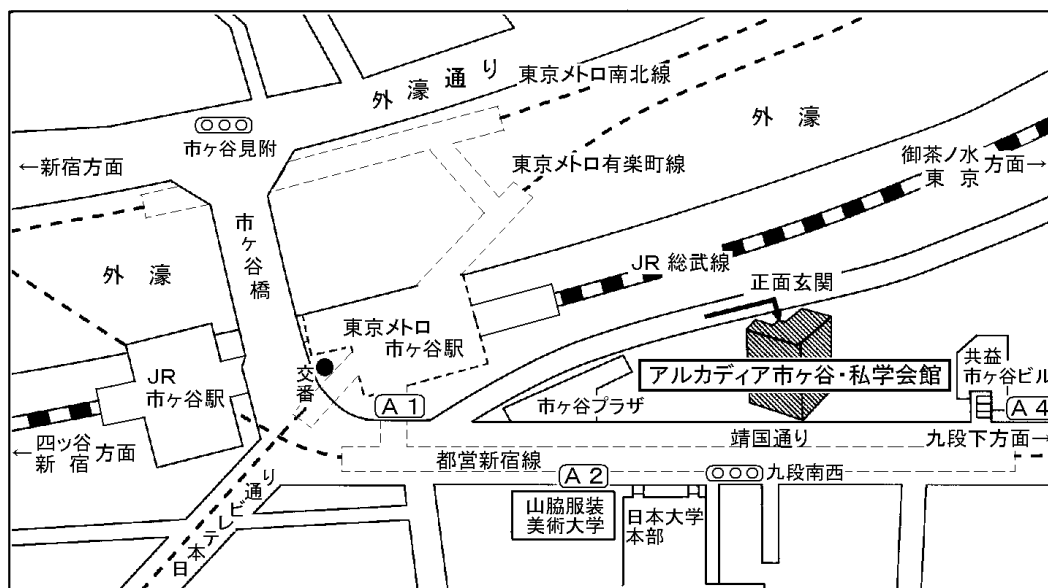 外濠通り
東京メトロ南北線
外濠
市ヶ谷見附
←新宿方面
東京メトロ有楽町線
御茶ノ水
東京
方面→
市ヶ谷橋
外濠
JR 総武線
正面玄関
東京メトロ
市ヶ谷駅
交番
JR
市ヶ谷駅
アルカディア市ヶ谷・私学会館
共益
市ヶ谷ビル
市ヶ谷プラザ
A1
A4
←四ッ谷
新宿
方面
靖国通り
九段下方面→
都営新宿線
A2
九段南西
日本テレビ通り
山脇服装
美術大学
日本大学
本部